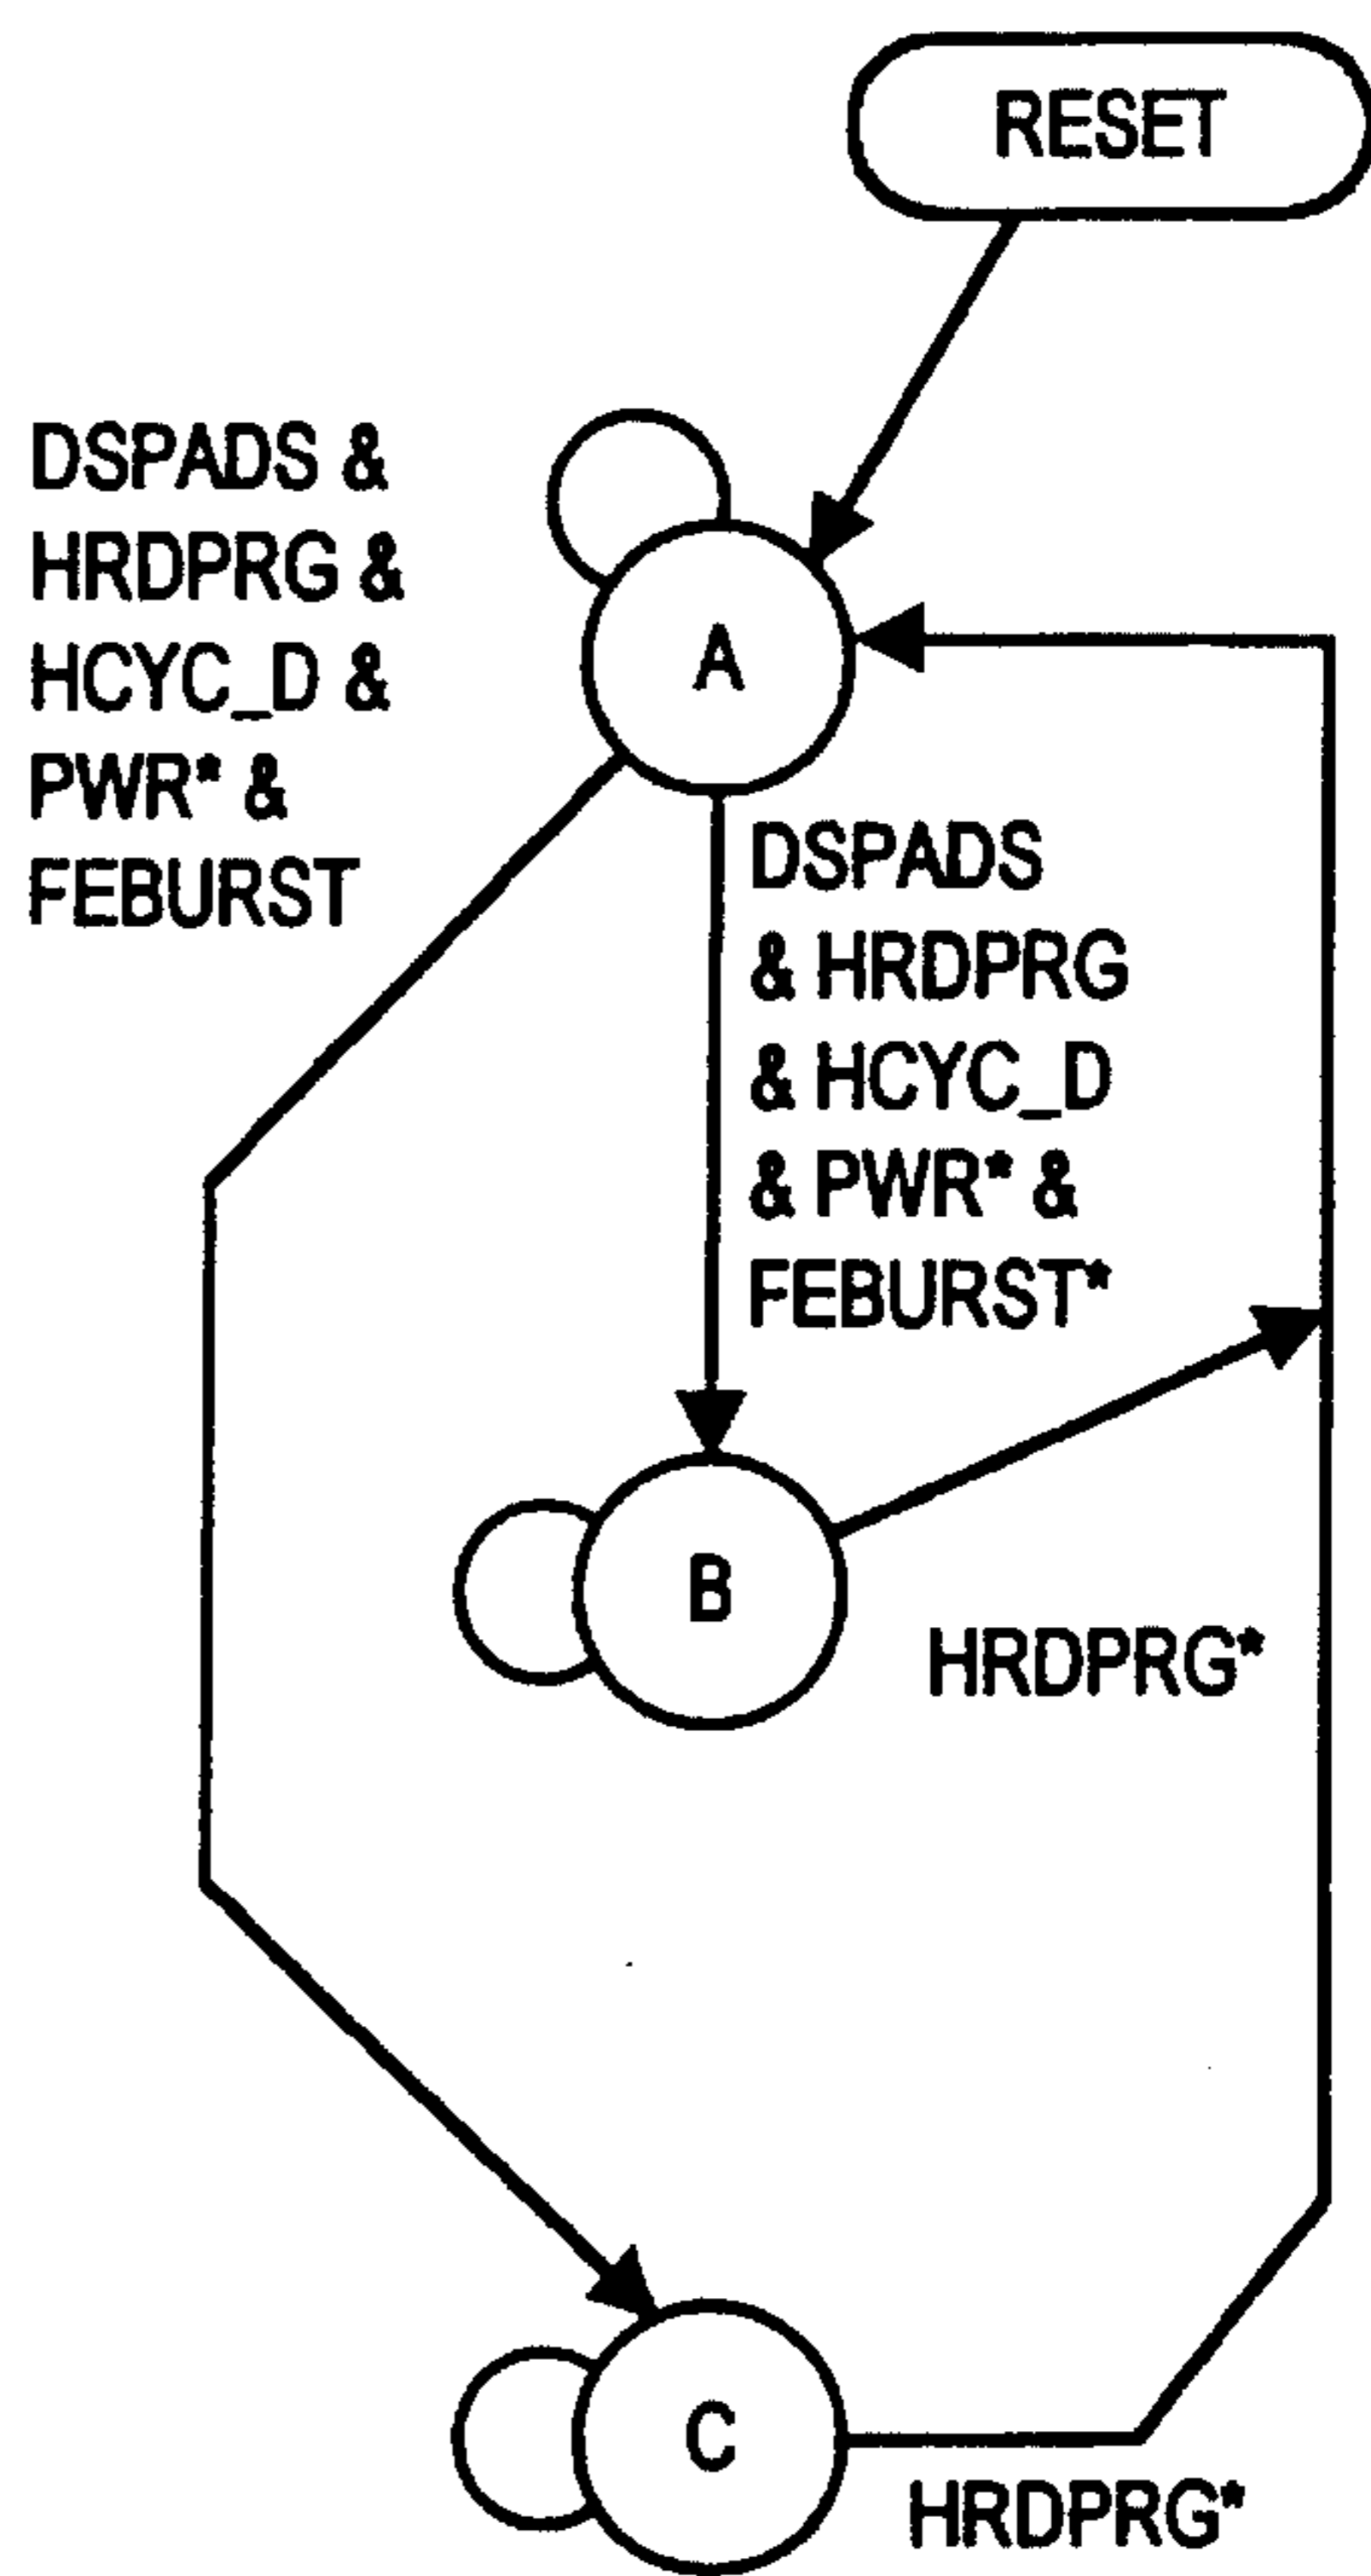 RESET
DSPADS &
HRDPRG &
HCYC_D &
PWR* &
FEBURST
A
DSPADS
& HRDPRG
& HCYC_D
& PWR* &
FEBURST*
B
HRDPRG*
C
HRDPRG*